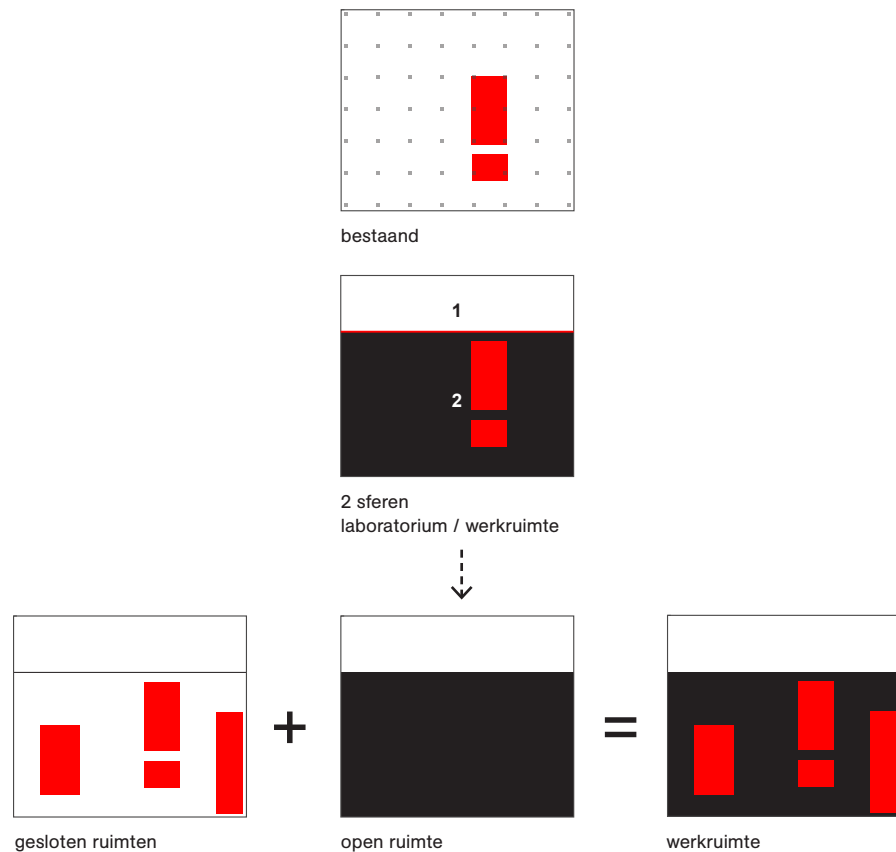 bestaand
1
2
2 sferen
laboratorium / werkruimte
+
=
gesloten ruimten
open ruimte
werkruimte